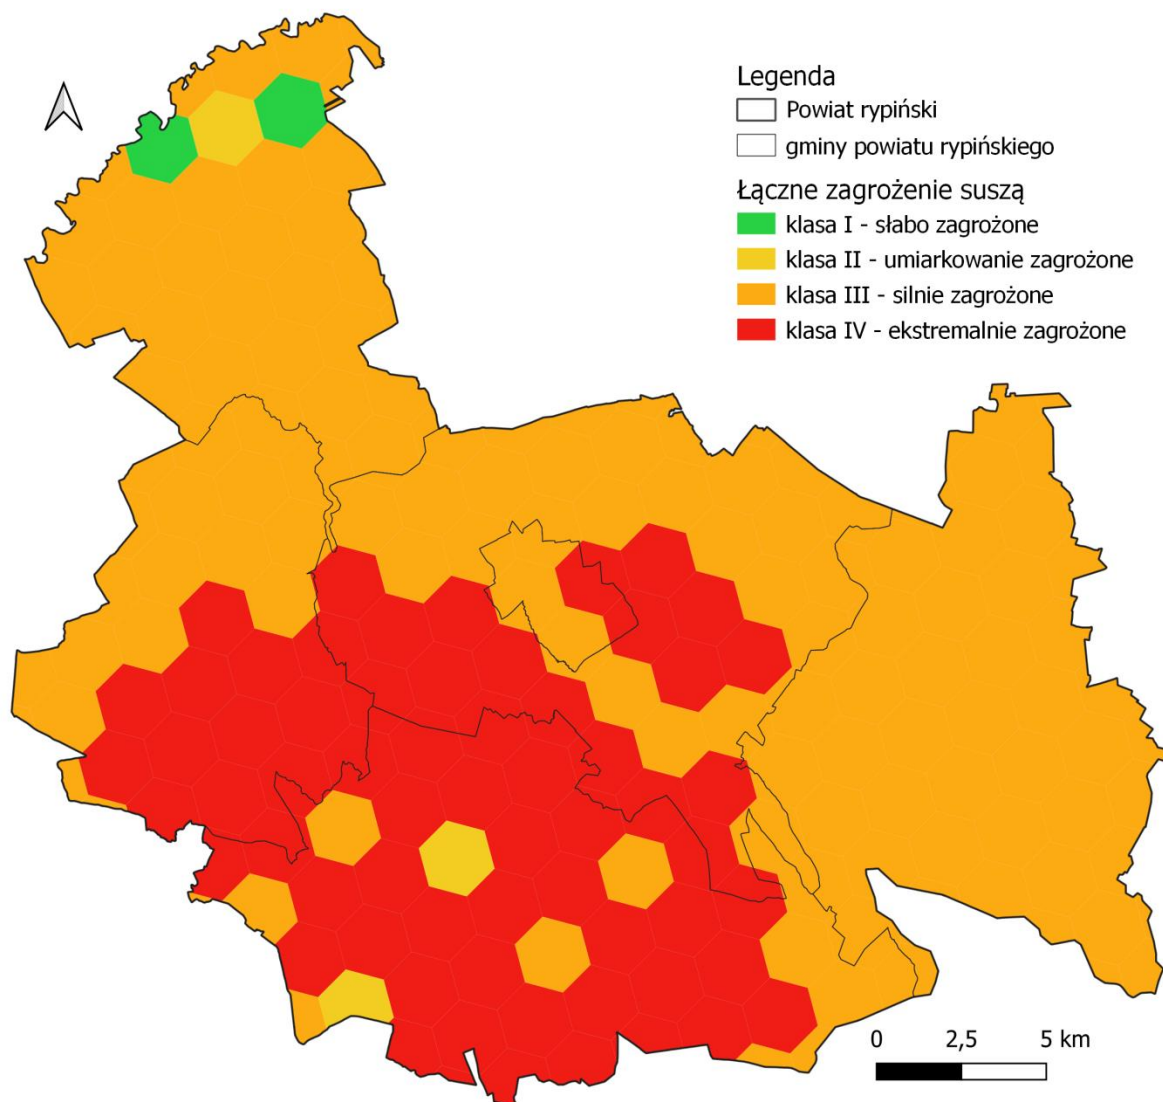 Legenda
Powiat rypiński
gminy powiatu rypińskiego
Łączne zagrożenie suszą
klasa I - słabo zagrożone
klasa II - umiarkowanie zagrożone
klasa III - silnie zagrożone
klasa IV - ekstremalnie zagrożone
0 2,5 5 km